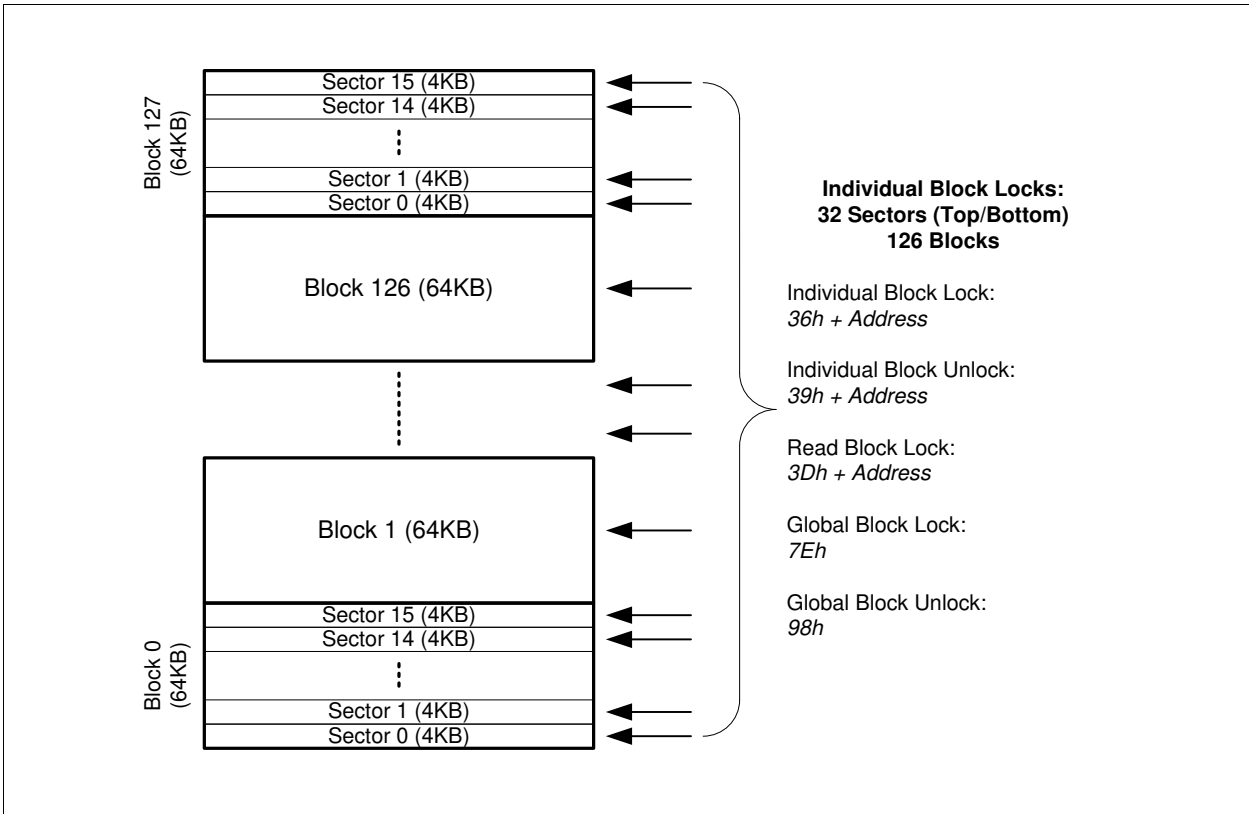 Block 127
(64KB)
Sector 15 (4KB)
Sector 14 (4KB)
Sector 1 (4KB)
Sector 0 (4KB)
Block 126 (64KB)
Block 1 (64KB)
Block 0
(64KB)
Sector 15 (4KB)
Sector 14 (4KB)
Sector 1 (4KB)
Sector 0 (4KB)
Individual Block Locks:
32 Sectors (Top/Bottom)
126 Blocks
Individual Block Lock:
36h + Address
Individual Block Unlock:
39h + Address
Read Block Lock:
3Dh + Address
Global Block Lock:
7Eh
Global Block Unlock:
98h